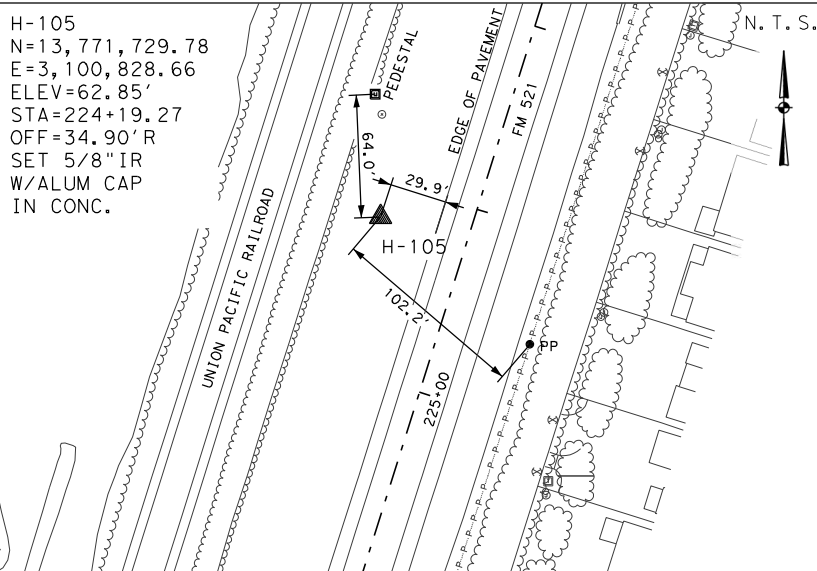 H-105
N=13,771,729.78
E=3,100,828.66
ELEV=62.85'
STA=224+19.27
OFF=34.90'R
SET 5/8"IR
W/ALUM CAP
IN CONC.
N.T.S.
PEDESTAL
EDGE OF PAVEMENT
FM 521
64.0'
29.9'
H-105
UNION PACIFIC RAILROAD
102.2'
PP
225+00